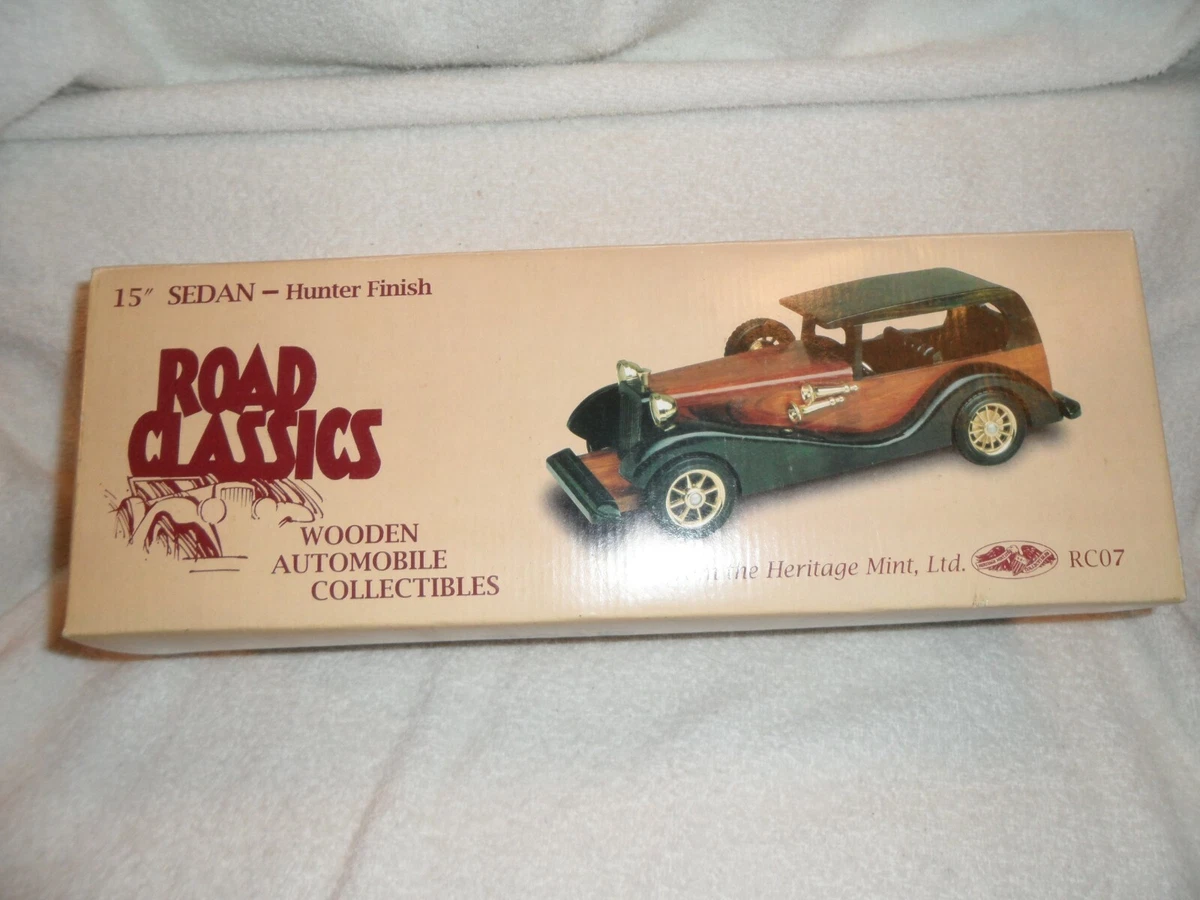 15" SEDAN – Hunter Finish
ROAD
CLASSICS
WOODEN
AUTOMOBILE
COLLECTIBLES
the Heritage Mint, Ltd.
RC07